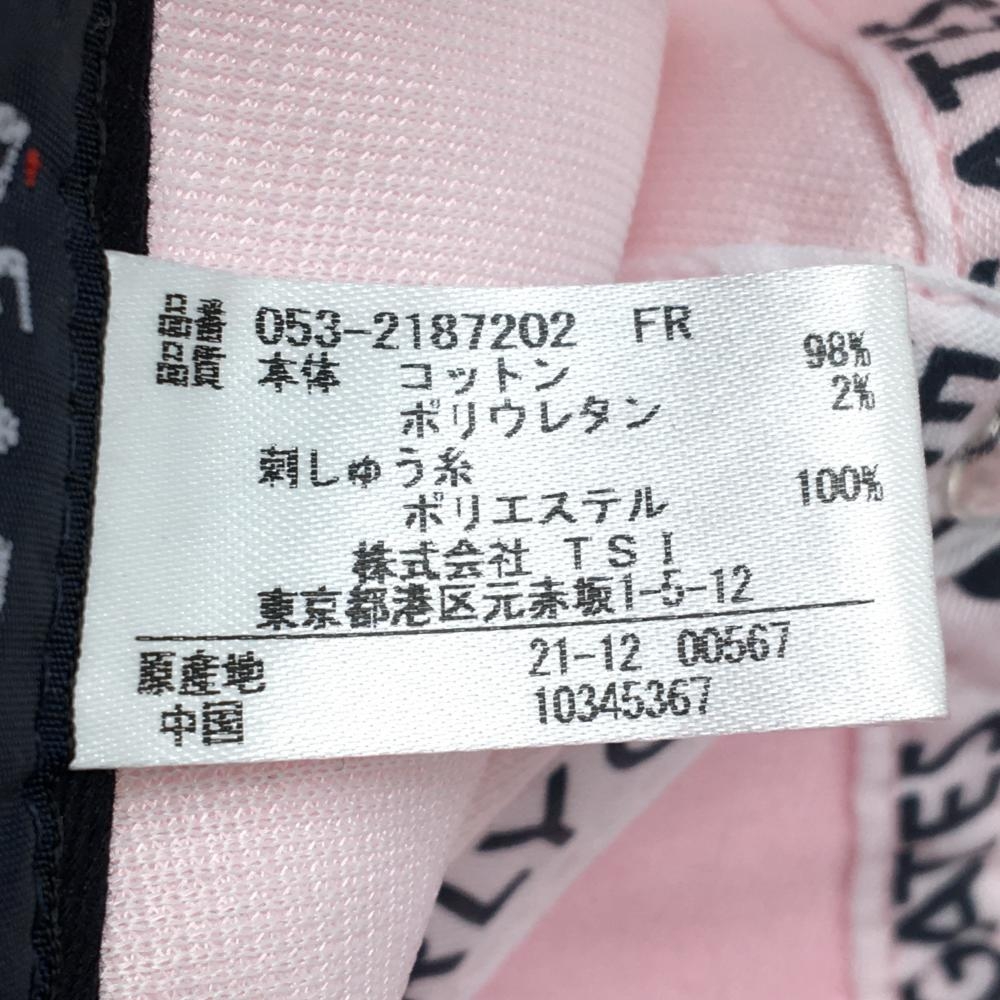 品番 053-2187202 FR
品質 本体 コットン 98%
ポリウレタン 2%
刺しゅう糸
ポリエステル 100%
株式会社 TSI
東京都港区元赤坂1-5-12
原産地 21-12 00567
中国 10345367
LY
GATES